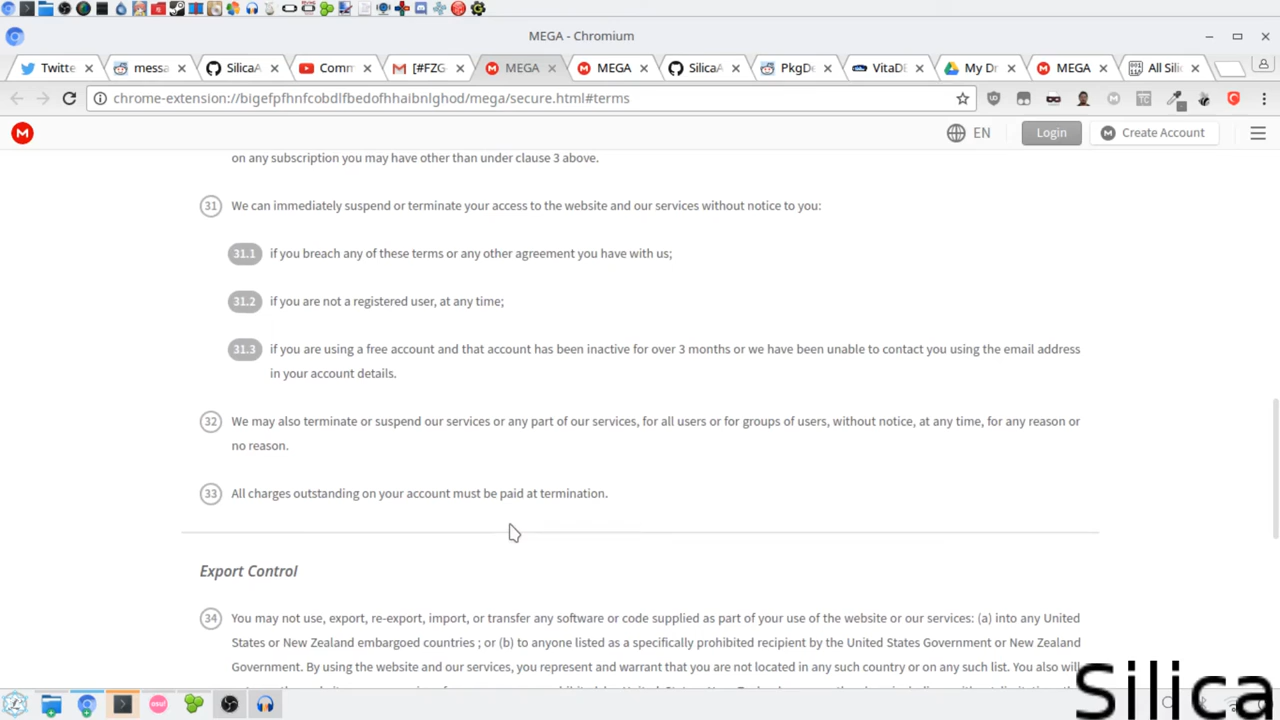 MEGA - Chromium
Twitte
messa
SilicaA
Comm
[#FZG
MEGA
MEGA
SilicaA
PkgDe
VitaDE
My Dr
MEGA
All Silic
chrome-extension://bigefpfhnfcobdlfbedofhhaibnlghod/mega/secure.html#terms
EN
Login
Create Account
on any subscription you may have other than under clause 3 above.
31 We can immediately suspend or terminate your access to the website and our services without notice to you:
31.1 if you breach any of these terms or any other agreement you have with us;
31.2 if you are not a registered user, at any time;
31.3 if you are using a free account and that account has been inactive for over 3 months or we have been unable to contact you using the email address
in your account details.
32 We may also terminate or suspend our services or any part of our services, for all users or for groups of users, without notice, at any time, for any reason or
no reason.
33 All charges outstanding on your account must be paid at termination.
Export Control
34 You may not use, export, re-export, import, or transfer any software or code supplied as part of your use of the website or our services: (a) into any United
States or New Zealand embargoed countries ; or (b) to anyone listed as a specifically prohibited recipient by the United States Government or New Zealand
Government. By using the website and our services, you represent and warrant that you are not located in any such country or on any such list. You also will
Silica
osu!